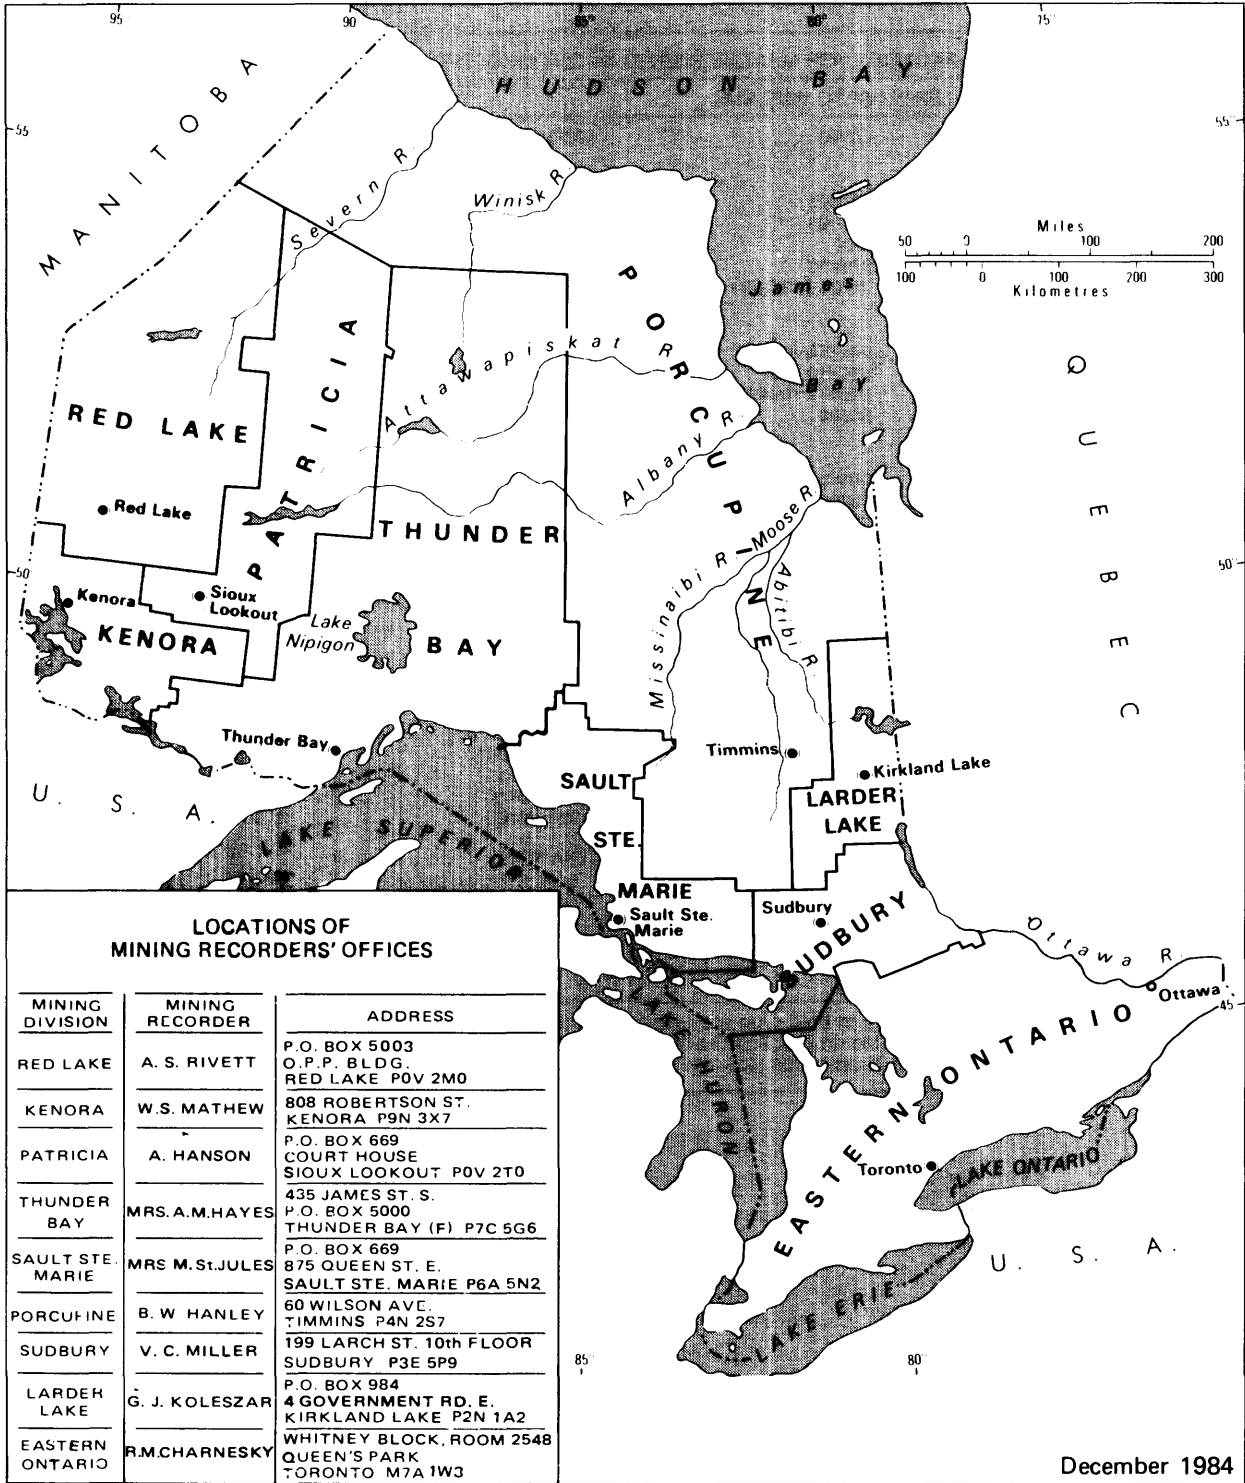 95
90
85°
80°
75°
HUDSON BAY
MANITOBA
55
55
Severn R.
Winisk R
Miles
50 0 100 200
100 0 100 200 300
Kilometres
James
Bay
PORCUPINE
PATRICIA
Attawapiskat R
QUEBEC
RED LAKE
Albany R.
Red Lake
THUNDER
BAY
Moose R
Missinaibi R
Abitibi R
50
50°
Kenora
Sioux
Lookout
KENORA
Lake
Nipigon
Thunder Bay
Timmins
Kirkland Lake
SAULT
STE.
MARIE
LARDER
LAKE
U. S. A.
LAKE SUPERIOR
Sault Ste.
Marie
Sudbury
SUDBURY
Ottawa R.
Ottawa
45
LAKE HURON
EASTERN ONTARIO
Toronto
LAKE ONTARIO
LAKE ERIE
U. S. A.
85°
80
LOCATIONS OF
MINING RECORDERS' OFFICES
MINING DIVISION
MINING RECORDER
ADDRESS
RED LAKE
A. S. RIVETT
P.O. BOX 5003
O.P.P. BLDG.
RED LAKE P0V 2M0
KENORA
W.S. MATHEW
808 ROBERTSON ST.
KENORA P9N 3X7
PATRICIA
A. HANSON
P.O. BOX 669
COURT HOUSE
SIOUX LOOKOUT P0V 2T0
THUNDER
BAY
MRS. A.M.HAYES
435 JAMES ST. S.
P.O. BOX 5000
THUNDER BAY (F) P7C 5G6
SAULT STE.
MARIE
MRS M.St.JULES
P.O. BOX 669
875 QUEEN ST. E.
SAULT STE. MARIE P6A 5N2
PORCUPINE
B. W HANLEY
60 WILSON AVE.
TIMMINS P4N 2S7
SUDBURY
V. C. MILLER
199 LARCH ST. 10th FLOOR
SUDBURY P3E 5P9
LARDER
LAKE
G. J. KOLESZAR
P.O. BOX 984
4 GOVERNMENT RD. E.
KIRKLAND LAKE P2N 1A2
EASTERN
ONTARIO
R.M.CHARNESKY
WHITNEY BLOCK, ROOM 2548
QUEEN'S PARK
TORONTO M7A 1W3
December 1984